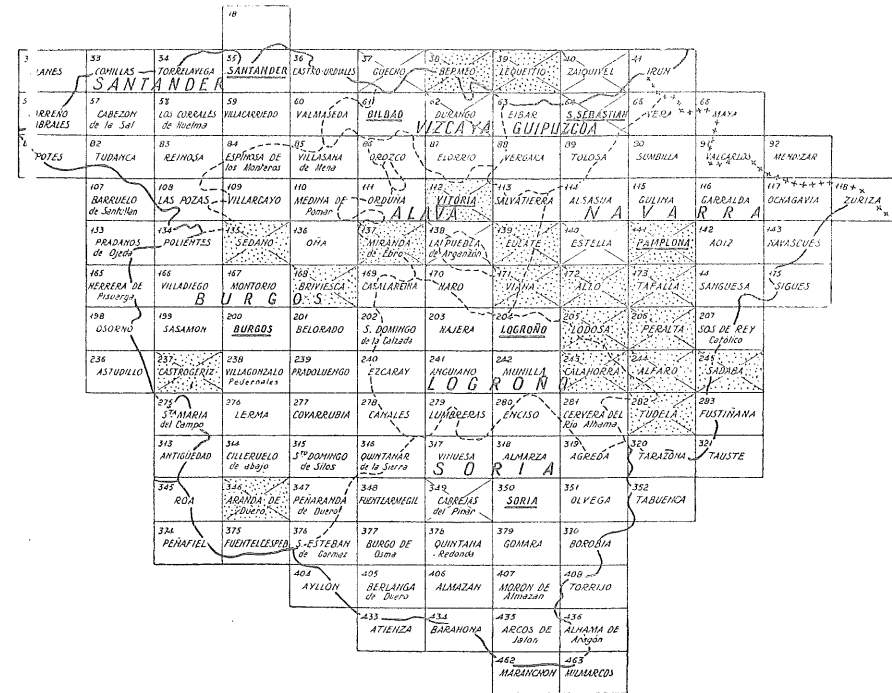 18
33 34 35 36 37 38 39 40 41
LANES COMILLAS TORRELAVEGA SANTANDER CASTRO-URDIALES GUECHO BERMEO LEQUEITIO ZAIQUIVEL IRUN
SANTANDER
57 58 59 60 61 62 63 64 65 66
CABEZON de la Sal LOS CORRALES de Buelma VILLACARRIEDO VALMASEDA BILBAO DURANGO EIBAR S. SEBASTIAN VERA MAYA
VIZCAYA GUIPUZCOA
82 83 84 85 86 87 88 89 90 91 92
POTES TUDANCA REINOSA ESPINOSA DE los Monteros VILLASANA de Mena OROZCO ELORRIO VERGARA TOLOSA SUMBILLA VALCARLOS MENDIZAR
107 108 109 110 111 112 113 114 115 116 117 118
BARRUELO de Santullan LAS POZAS VILLARCAYO MEDINA DE Pomar ORDUÑA VITORIA SALVATIERRA ALSASUA GULINA GARRALDA OCHAGAVIA ZURIZA
ALAVA NAVARRA
133 134 135 136 137 138 139 140 141 142 143
PRADANOS de Ojeda POLIENTES SEDANO OÑA MIRANDA de Ebro LA PUEBLA de Arganzón EULATE ESTELLA PAMPLONA AOIZ NAVASCUES
165 166 167 168 169 170 171 172 173 175
HERRERA DE Pisuerga VILLADIEGO MONTORIO BRIVIESCA CASALAREINA HARO VIANA ALLO TAFALLA SANGUESA SIGUES
BURGOS
198 199 200 201 202 203 204 205 206 207
OSORNO SASAMON BURGOS BELORADO S. DOMINGO de la Calzada NAJERA LOGROÑO LODOSA PERALTA SOS DE REY Católico
236 237 238 239 240 241 242 243 244 245
ASTUDILLO CASTROGERIZ VILLAGONZALO Pedernales PRADOLUENGO EZCARAY ANGUIANO MUNILLA CALAHORRA ALFARO SADABA
LOGROÑO
275 276 277 278 279 280 281 282 283
Sta MARIA del Campo LERMA COVARRUBIA CANALES LUMBRERAS ENCISO CERVERA DEL Rio Alhama TUDELA FUSTIÑANA
313 314 315 316 317 318 319 320 321
ANTIGÜEDAD CILLERUELO de abajo Sto DOMINGO de Silos QUINTANAR de la Sierra VINUESA ALMARZA AGREDA TARAZONA TAUSTE
SORIA
345 346 347 348 349 350 351 352
ROA ARANDA DE Duero PEÑARANDA de Duero FUENTEARMEGIL CABREJAS del Pinar SORIA OLVEGA TABUENCA
374 375 376 377 378 379 380
PEÑAFIEL FUENTELCESPED S. ESTEBAN de Gormaz BURGO DE Osma QUINTANA Redonda GOMARA BOROBIA
404 405 406 407 408
AYLLON BERLANGA de Duero ALMAZAN MORON DE Almazan TORRIJO
433 434 435 436
ATIENZA BARAHONA ARCOS DE Jalon ALHAMA DE Aragón
462 463
MARANCHON MILMARCOS